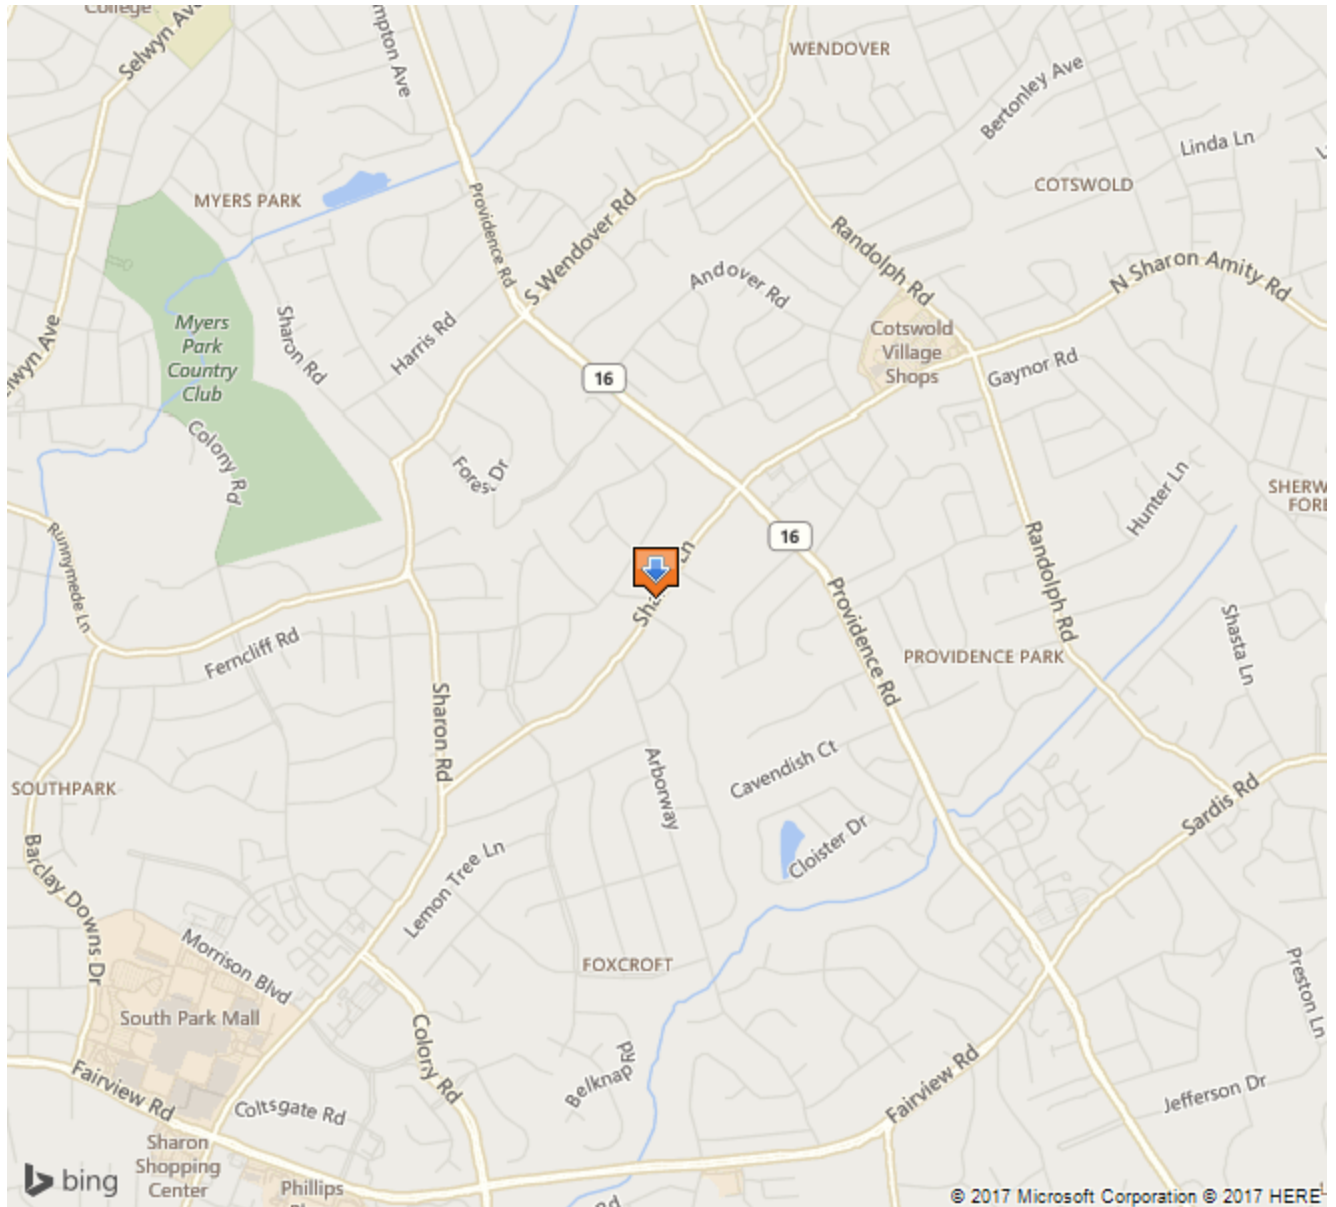 College
Selwyn Ave
mpton Ave
WENDOVER
Bertonley Ave
Linda Ln
COTSWOLD
MYERS PARK
Providence Rd
S Wendover Rd
Randolph Rd
Andover Rd
N Sharon Amity Rd
Myers
Park
Country
Club
Sharon Rd
Harris Rd
Cotswold
Village
Shops
Gaynor Rd
elwyn Ave
16
Colony Rd
Forest Dr
Hunter Ln
SHERW
FORE
Runnymede Ln
16
Sha Ln
Randolph Rd
Ferncliff Rd
Providence Rd
PROVIDENCE PARK
Shasta Ln
Sharon Rd
SOUTHPARK
Arborway
Cavendish Ct
Sardis Rd
Barclay Downs Dr
Lemon Tree Ln
Cloister Dr
Morrison Blvd
FOXCROFT
Preston Ln
South Park Mall
Colony Rd
Belknap Rd
Fairview Rd
Fairview Rd
Jefferson Dr
Coltsgate Rd
Sharon
Shopping
Center
Phillips
bing
Rd
© 2017 Microsoft Corporation © 2017 HERE